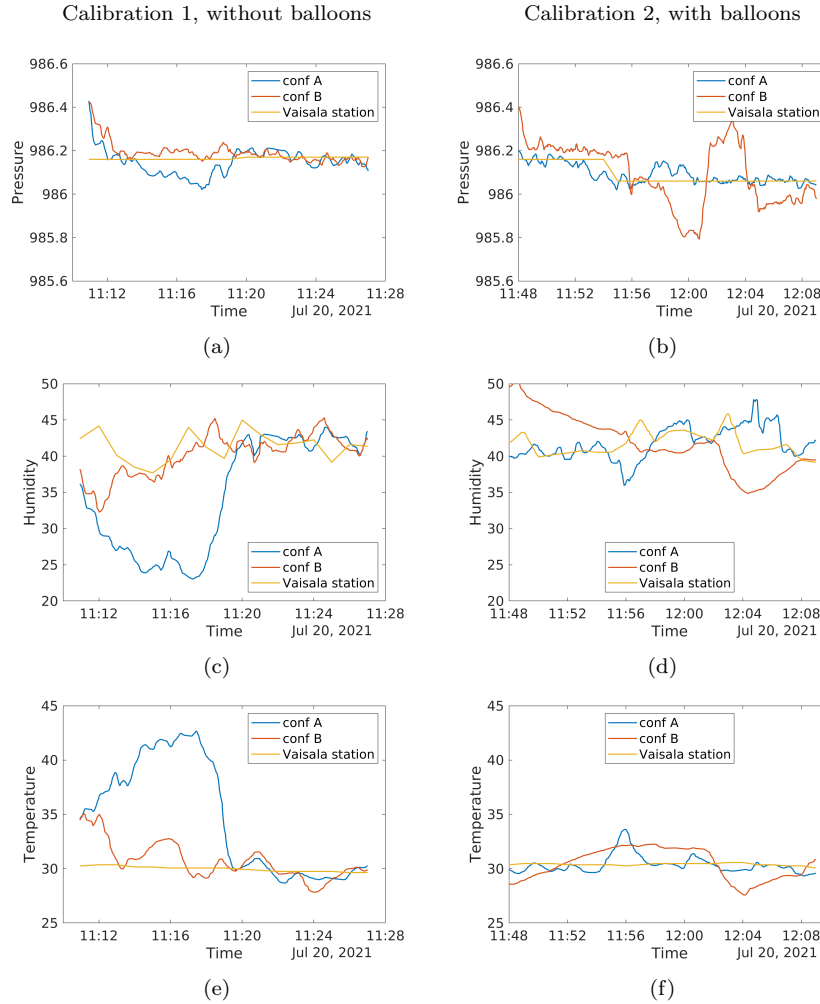 Calibration 1, without balloons
Calibration 2, with balloons
986.6
986.4
986.2
986
985.8
985.6
Pressure
conf A
conf B
Vaisala station
11:12 11:16 11:20 11:24 11:28
Time
Jul 20, 2021
(a)
986.6
986.4
986.2
986
985.8
985.6
Pressure
conf A
conf B
Vaisala station
11:48 11:52 11:56 12:00 12:04 12:08
Time
Jul 20, 2021
(b)
50
45
40
35
30
25
20
Humidity
conf A
conf B
Vaisala station
11:12 11:16 11:20 11:24 11:28
Time
Jul 20, 2021
(c)
50
45
40
35
30
25
20
Humidity
conf A
conf B
Vaisala station
11:48 11:52 11:56 12:00 12:04 12:08
Time
Jul 20, 2021
(d)
45
40
35
30
25
Temperature
conf A
conf B
Vaisala station
11:12 11:16 11:20 11:24 11:28
Time
Jul 20, 2021
(e)
45
40
35
30
25
Temperature
conf A
conf B
Vaisala station
11:48 11:52 11:56 12:00 12:04 12:08
Time
Jul 20, 2021
(f)